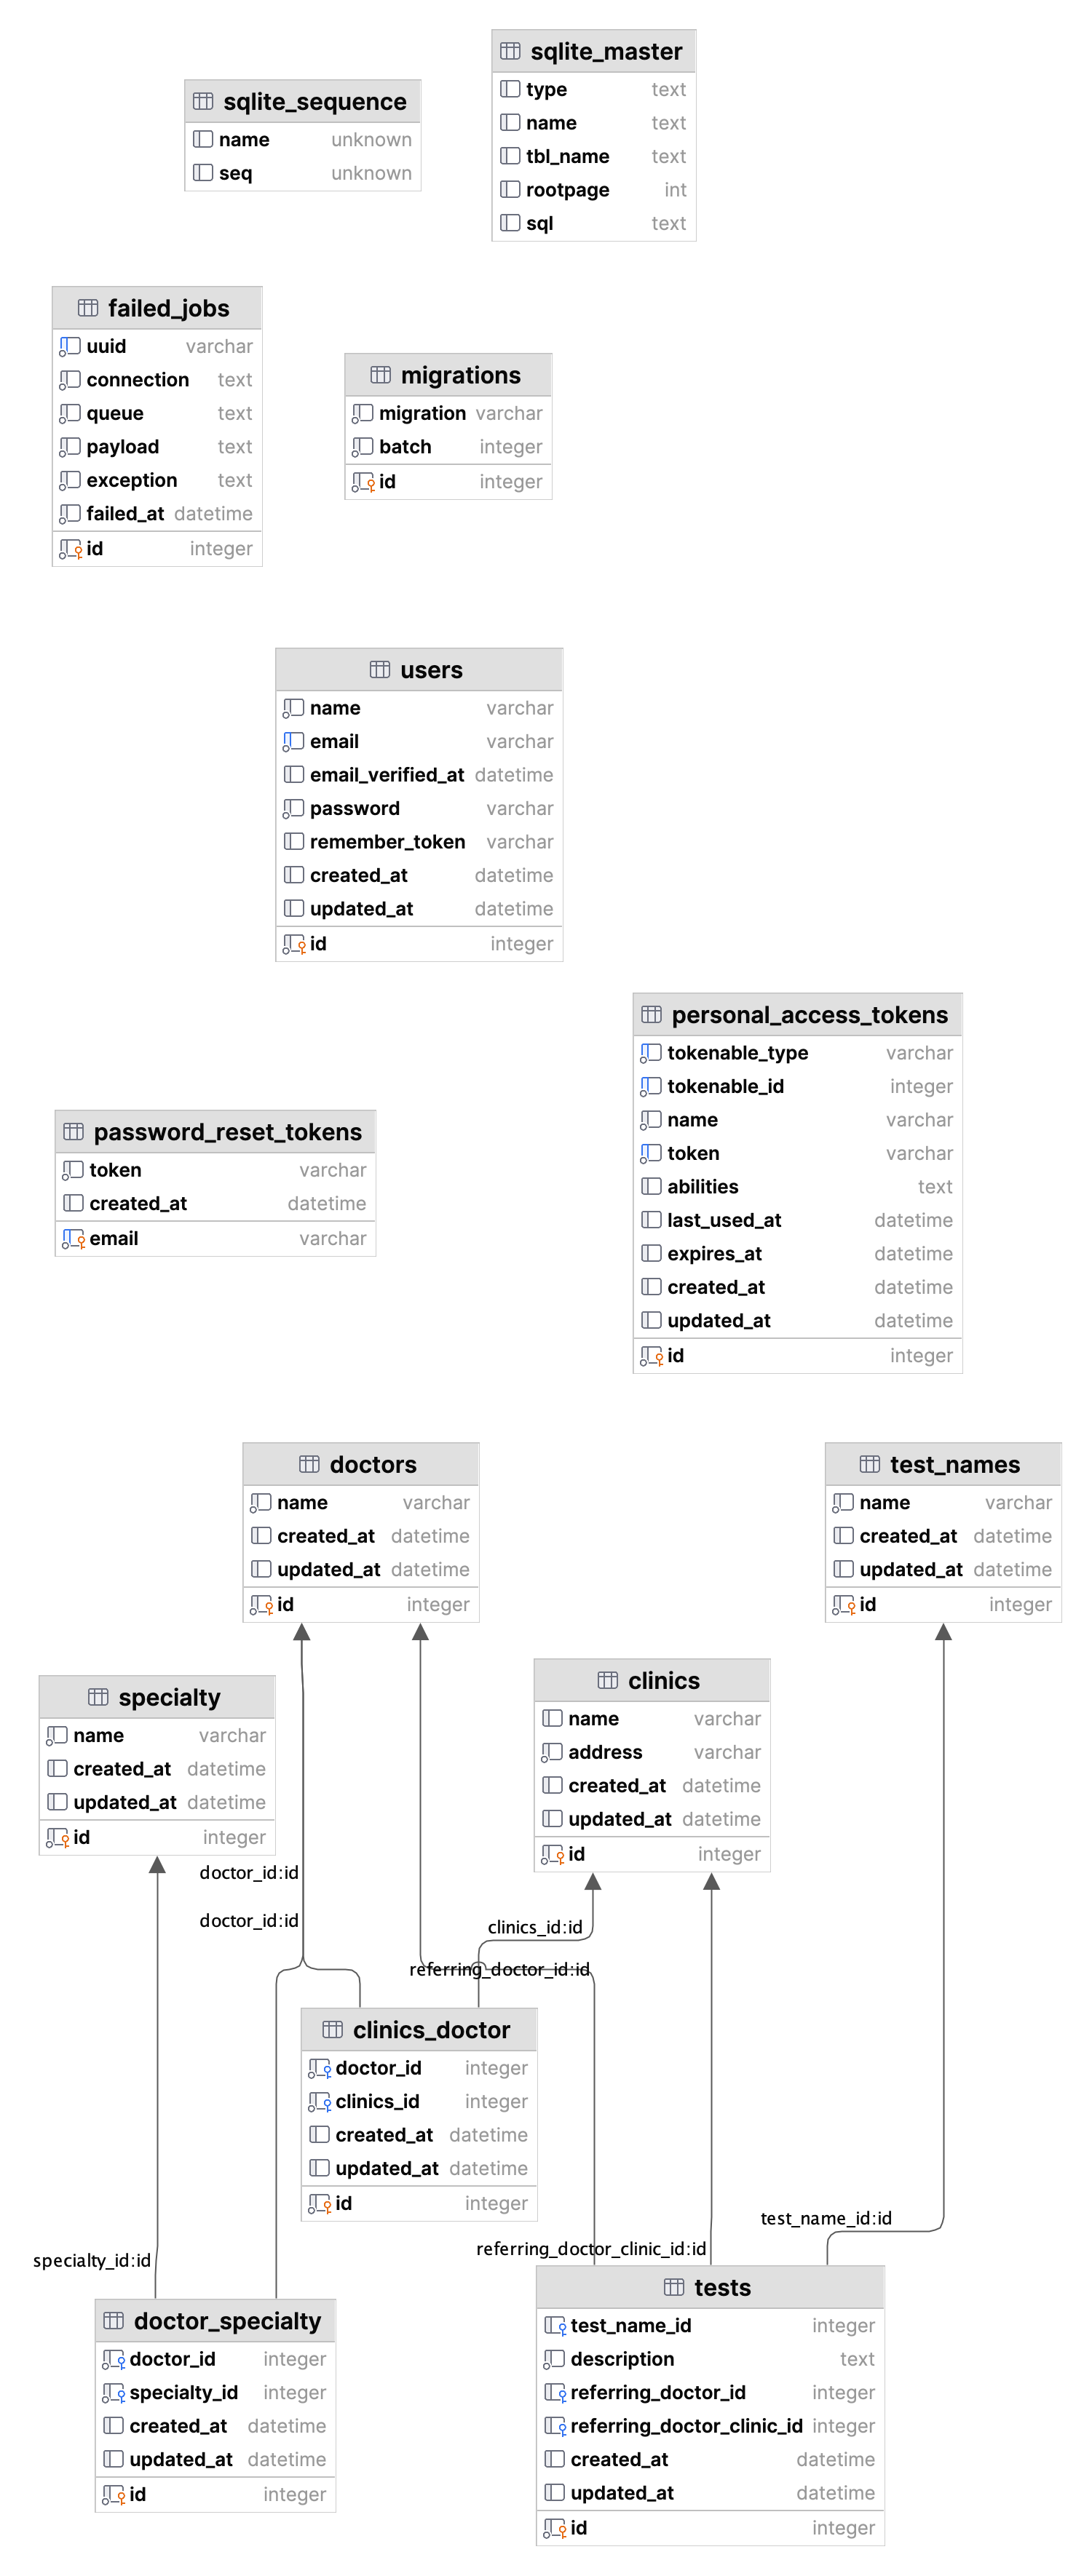 sqlite_master
type text
name text
tbl_name text
rootpage int
sql text
sqlite_sequence
name unknown
seq unknown
failed_jobs
uuid varchar
connection text
queue text
payload text
exception text
failed_at datetime
id integer
migrations
migration varchar
batch integer
id integer
users
name varchar
email varchar
email_verified_at datetime
password varchar
remember_token varchar
created_at datetime
updated_at datetime
id integer
personal_access_tokens
tokenable_type varchar
tokenable_id integer
name varchar
token varchar
abilities text
last_used_at datetime
expires_at datetime
created_at datetime
updated_at datetime
id integer
password_reset_tokens
token varchar
created_at datetime
email varchar
doctors
name varchar
created_at datetime
updated_at datetime
id integer
test_names
name varchar
created_at datetime
updated_at datetime
id integer
specialty
name varchar
created_at datetime
updated_at datetime
id integer
clinics
name varchar
address varchar
created_at datetime
updated_at datetime
id integer
doctor_id:id
doctor_id:id
clinics_id:id
referring_doctor_id:id
clinics_doctor
doctor_id integer
clinics_id integer
created_at datetime
updated_at datetime
id integer
test_name_id:id
referring_doctor_clinic_id:id
specialty_id:id
doctor_specialty
doctor_id integer
specialty_id integer
created_at datetime
updated_at datetime
id integer
tests
test_name_id integer
description text
referring_doctor_id integer
referring_doctor_clinic_id integer
created_at datetime
updated_at datetime
id integer